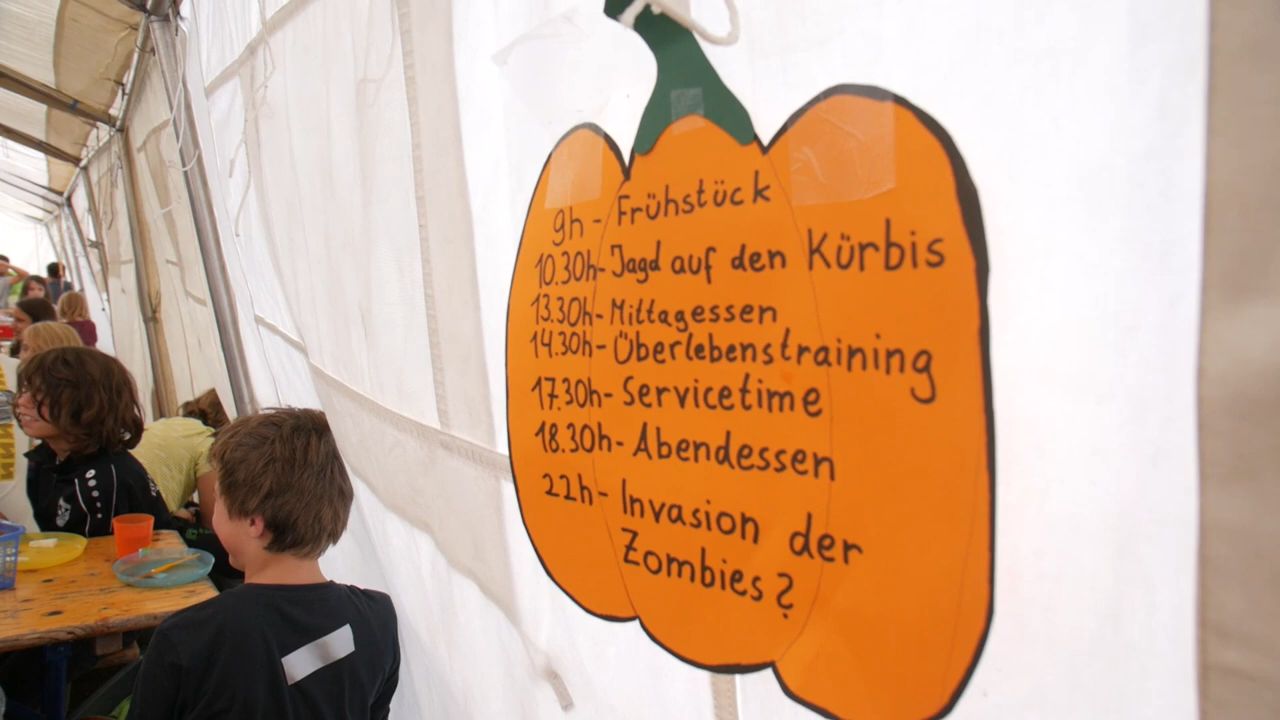 9h - Frühstück
10.30h- Jagd auf den Kürbis
13.30h- Mittagessen
14.30h- Überlebenstraining
17.30h- Servicetime
18.30h- Abendessen
22h- Invasion der
Zombies?